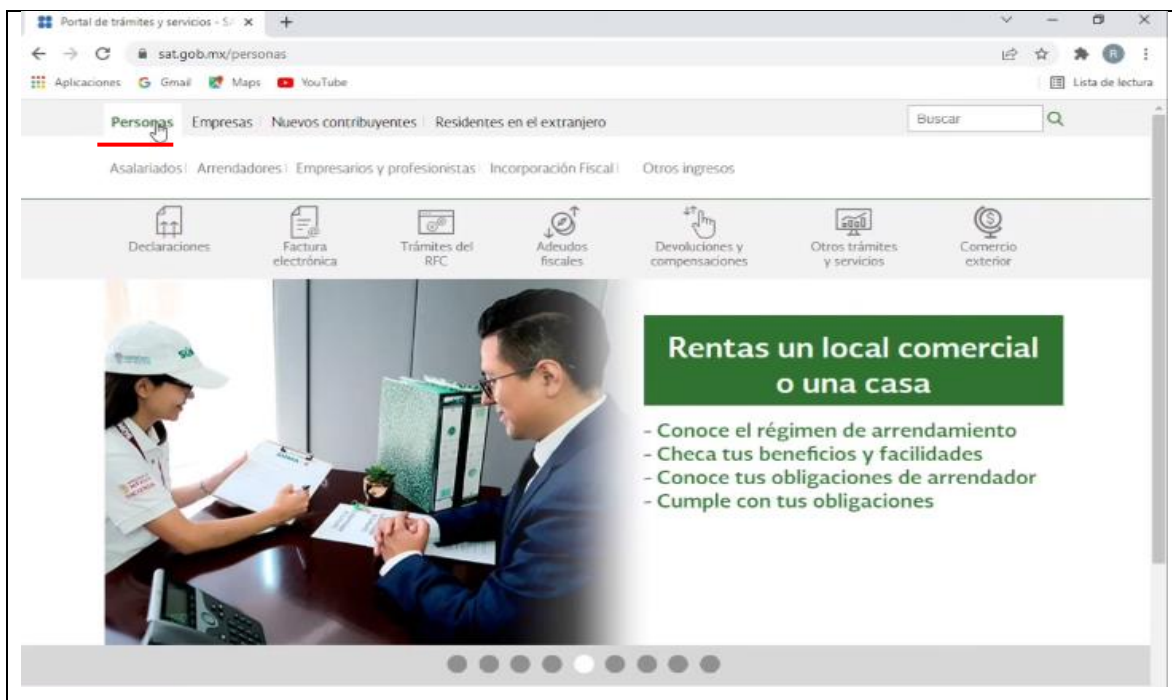 Portal de trámites y servicios - SA
sat.gob.mx/personas
Aplicaciones Gmail Maps YouTube Lista de lectura
Personas Empresas Nuevos contribuyentes Residentes en el extranjero Buscar
Asalariados Arrendadores Empresarios y profesionistas Incorporación Fiscal Otros ingresos
Declaraciones
Factura electrónica
Trámites del RFC
Adeudos fiscales
Devoluciones y compensaciones
Otros trámites y servicios
Comercio exterior
Rentas un local comercial
o una casa
- Conoce el régimen de arrendamiento
- Checa tus beneficios y facilidades
- Conoce tus obligaciones de arrendador
- Cumple con tus obligaciones